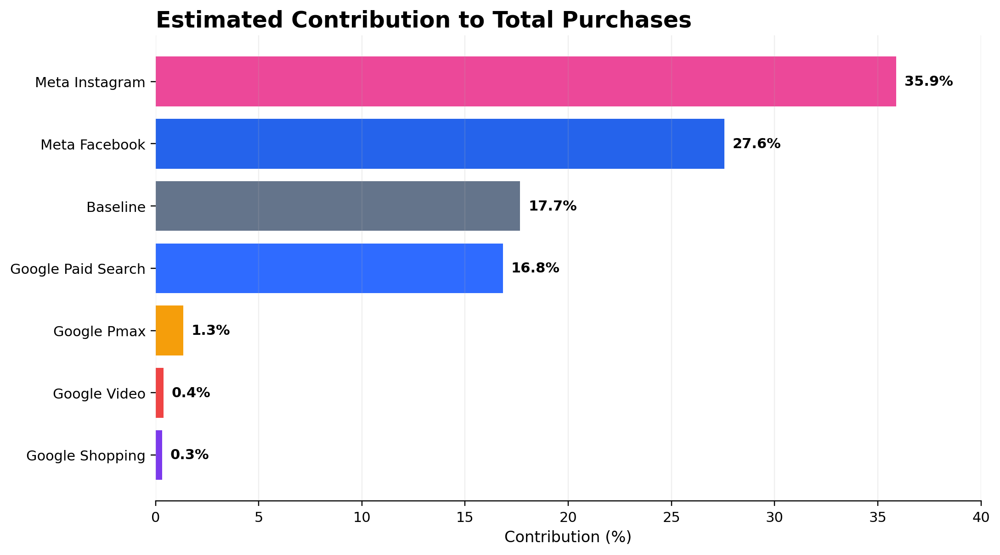 Estimated Contribution to Total Purchases
Meta Instagram 35.9%
Meta Facebook 27.6%
Baseline 17.7%
Google Paid Search 16.8%
Google Pmax 1.3%
Google Video 0.4%
Google Shopping 0.3%
0 5 10 15 20 25 30 35 40
Contribution (%)